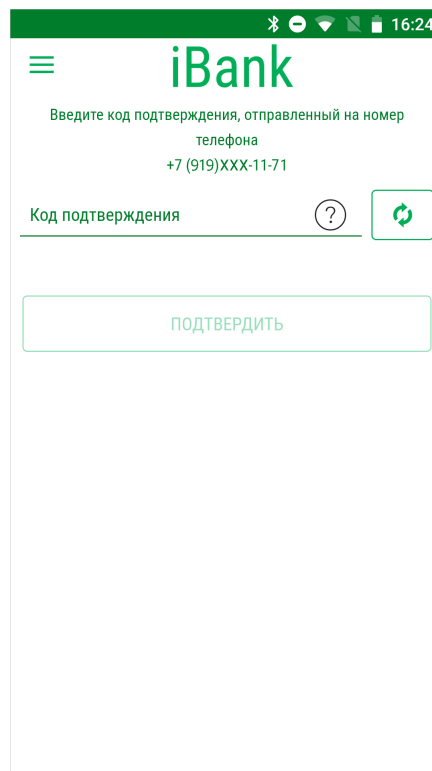 16:24
iBank
Введите код подтверждения, отправленный на номер
телефона
+7 (919)XXX-11-71
Код подтверждения
?
ПОДТВЕРДИТЬ